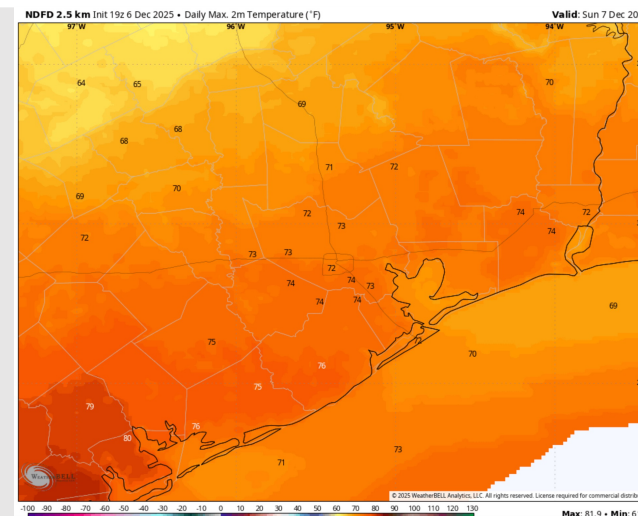 NDFD 2.5 km Init 19z 6 Dec 2025 • Daily Max. 2m Temperature (°F)
Valid: Sun 7 Dec 20
97°W 96°W 95°W 94°W
64 65 70
69
68
68
71 72
70
69
72 74 72
73 74
72
73 73
72
74 74 73
74 74
69
72
75 70
76
75
79
76
80
73
71
WeatherBELL
© 2025 WeatherBELL Analytics, LLC. All rights reserved. License required for commercial distrib
-100 -90 -80 -70 -60 -50 -40 -30 -20 -10 0 10 20 30 40 50 60 70 80 90 100 110 120 130
Max: 81.9 • Min: 6